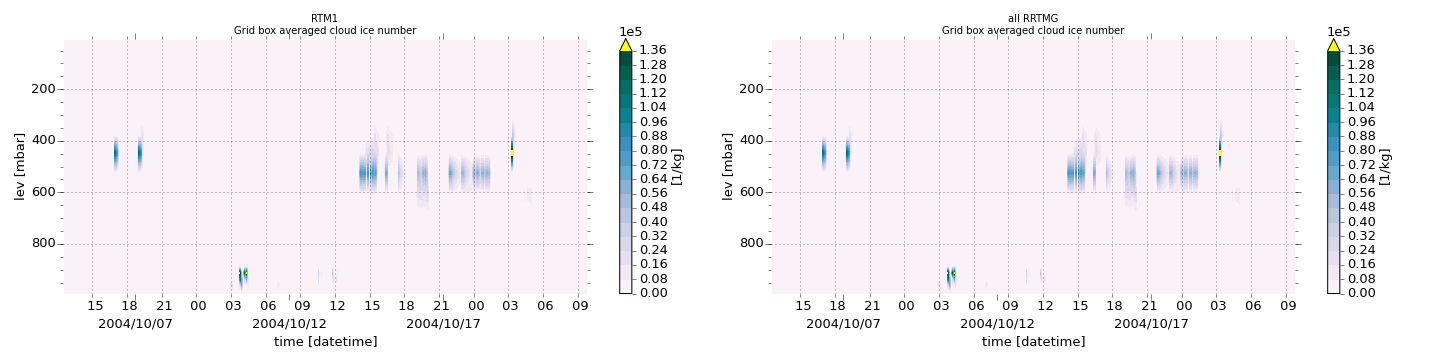 RTM1
Grid box averaged cloud ice number
1e5
1.36
1.28
1.20
1.12
1.04
0.96
0.88
0.80
0.72
0.64
0.56
0.48
0.40
0.32
0.24
0.16
0.08
0.00
[1/kg]
lev [mbar]
200
400
600
800
15 18 21 00 03 06 09 12 15 18 21 00 03 06 09
2004/10/07 2004/10/12 2004/10/17
time [datetime]
all RRTMG
Grid box averaged cloud ice number
1e5
1.36
1.28
1.20
1.12
1.04
0.96
0.88
0.80
0.72
0.64
0.56
0.48
0.40
0.32
0.24
0.16
0.08
0.00
[1/kg]
lev [mbar]
200
400
600
800
15 18 21 00 03 06 09 12 15 18 21 00 03 06 09
2004/10/07 2004/10/12 2004/10/17
time [datetime]